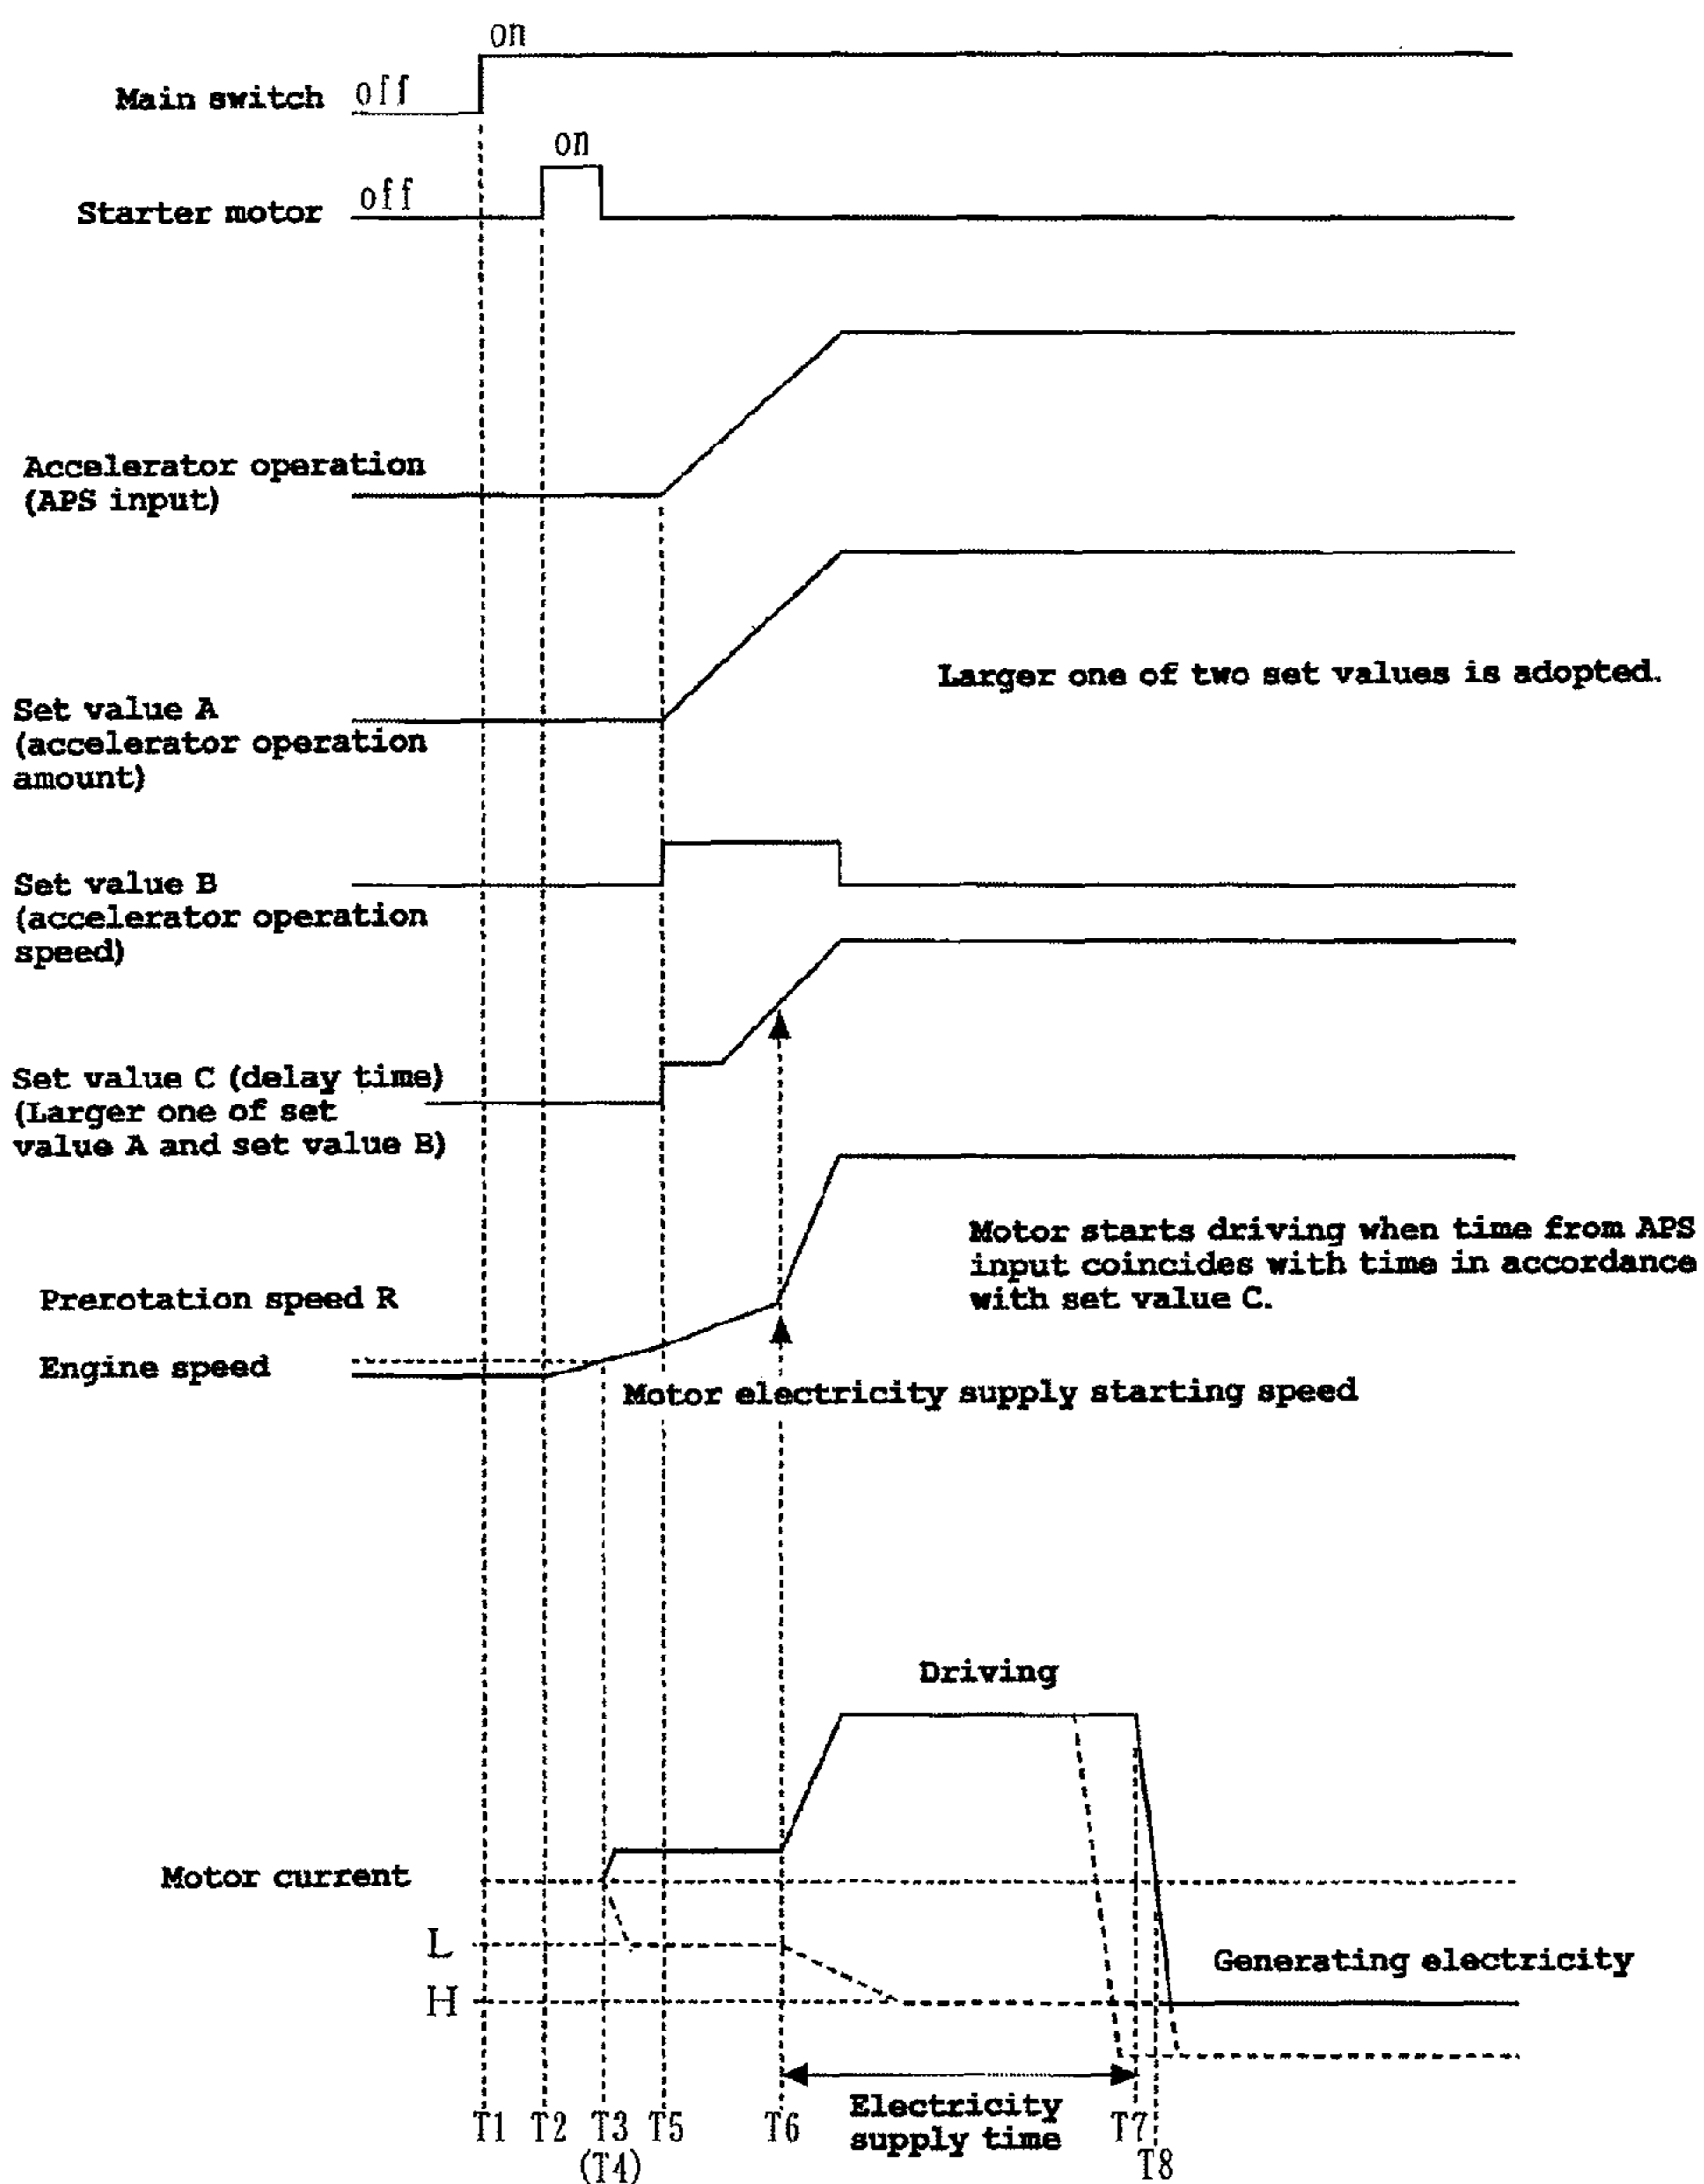 on
Main switch off
on
Starter motor off
Accelerator operation
(APS input)
Larger one of two set values is adopted.
Set value A
(accelerator operation
amount)
Set value B
(accelerator operation
speed)
Set value C (delay time)
(Larger one of set
value A and set value B)
Motor starts driving when time from APS
input coincides with time in accordance
with set value C.
Prerotation speed R
Engine speed
Motor electricity supply starting speed
Driving
Motor current
L
Generating electricity
H
Electricity
supply time
T1 T2 T3 T5 T6 T7
(T4) T8